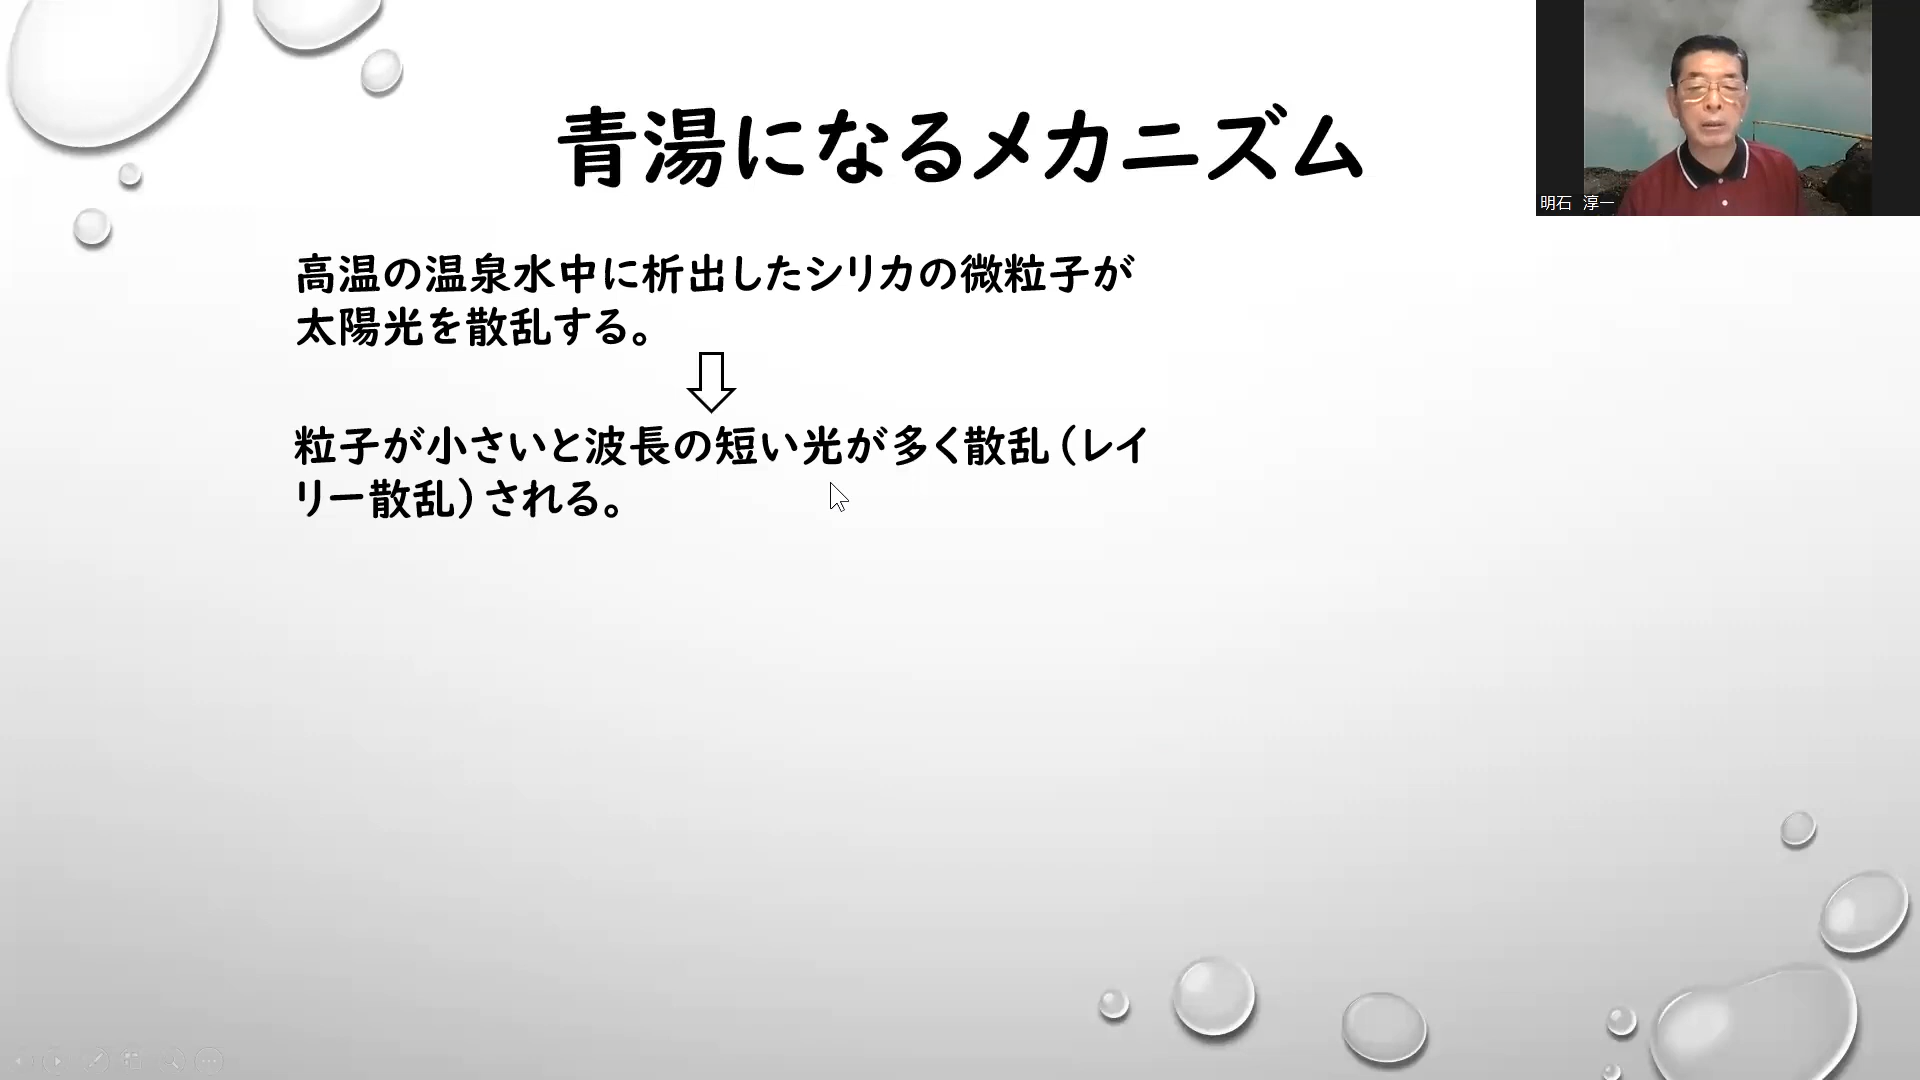 青湯になるメカニズム
明石 淳一
高温の温泉水中に析出したシリカの微粒子が
太陽光を散乱する。
粒子が小さいと波長の短い光が多く散乱（レイ
リー散乱）される。